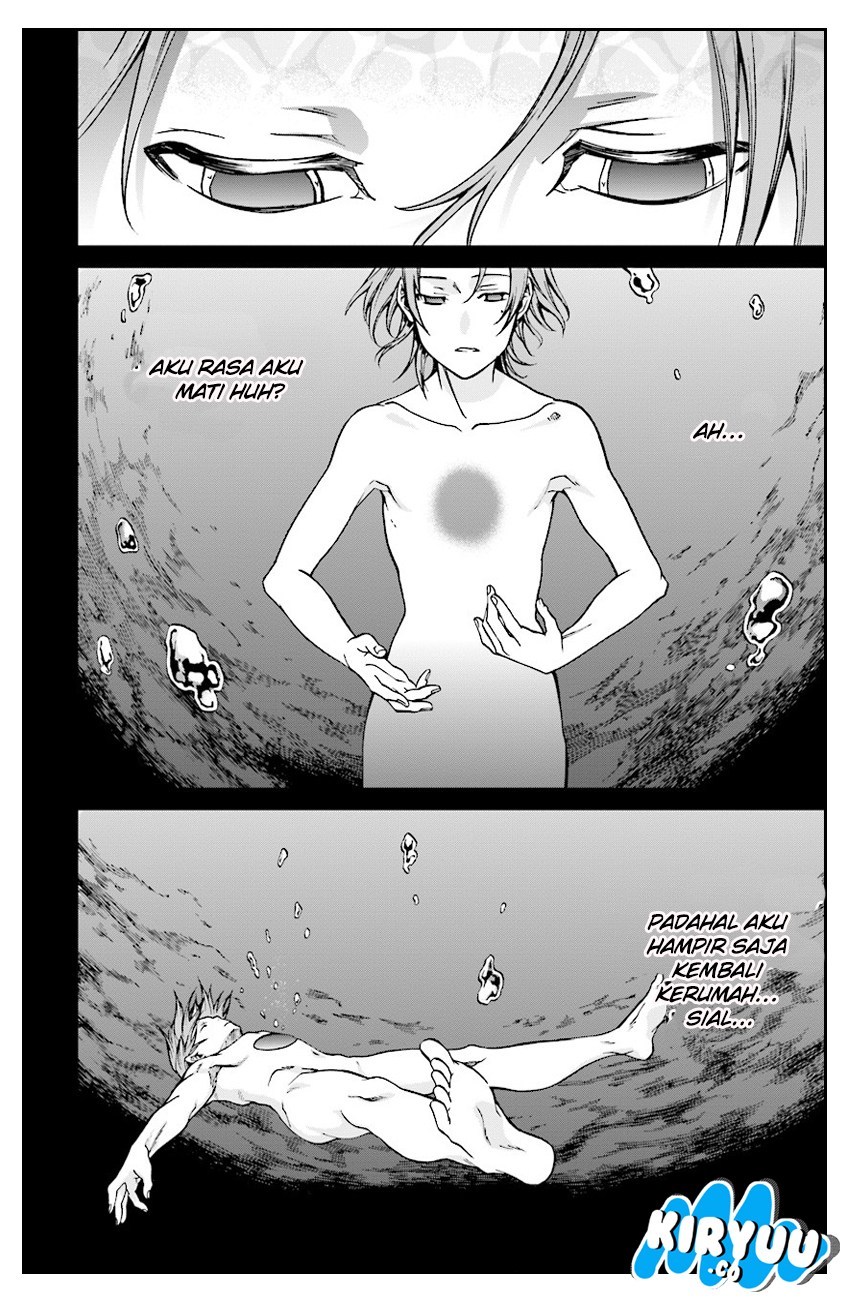 AH...
AKU RASA AKU
MATI HUH?
PADAHAL AKU
HAMPIR SAJA
KEMBALI
KERUMAH...
SIAL...
KIRYUU
.CO